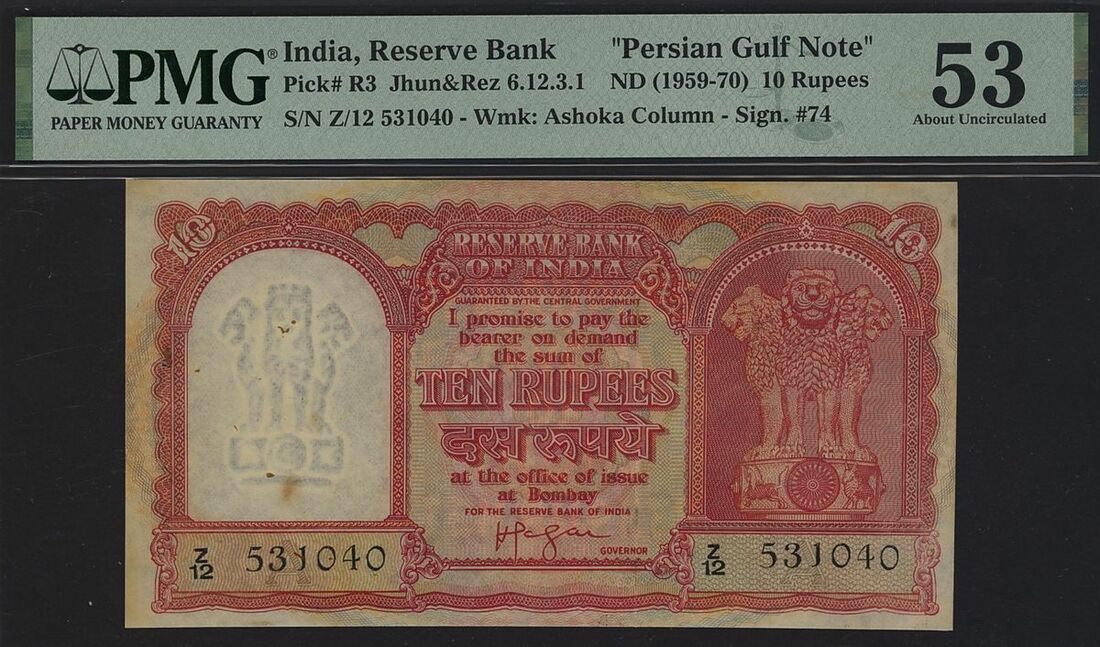 PMG® India, Reserve Bank "Persian Gulf Note" 53
Pick# R3 Jhun&Rez 6.12.3.1 ND (1959-70) 10 Rupees
PAPER MONEY GUARANTY S/N Z/12 531040 - Wmk: Ashoka Column - Sign. #74 About Uncirculated
10 10
RESERVE BANK
OF INDIA
GUARANTEED BY THE CENTRAL GOVERNMENT
I promise to pay the
bearer on demand
the sum of
TEN RUPEES
दस रूपये
at the office of issue
at Bombay
FOR THE RESERVE BANK OF INDIA
GOVERNOR
Z/12 531040 Z/12 531040